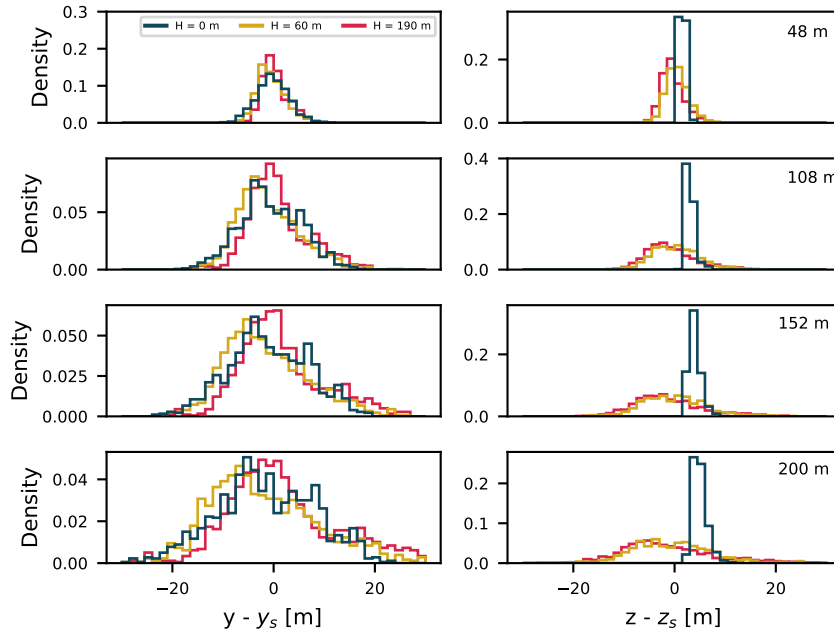 H = 0 m  H = 60 m  H = 190 m
48 m
Density
0.3
0.2
0.1
0.0
0.2
0.0
108 m
Density
0.05
0.00
0.4
0.2
0.0
152 m
Density
0.050
0.025
0.000
0.2
0.0
200 m
Density
0.04
0.02
0.00
0.2
0.1
0.0
−20 0 20
−20 0 20
y - y_s [m]
z - z_s [m]